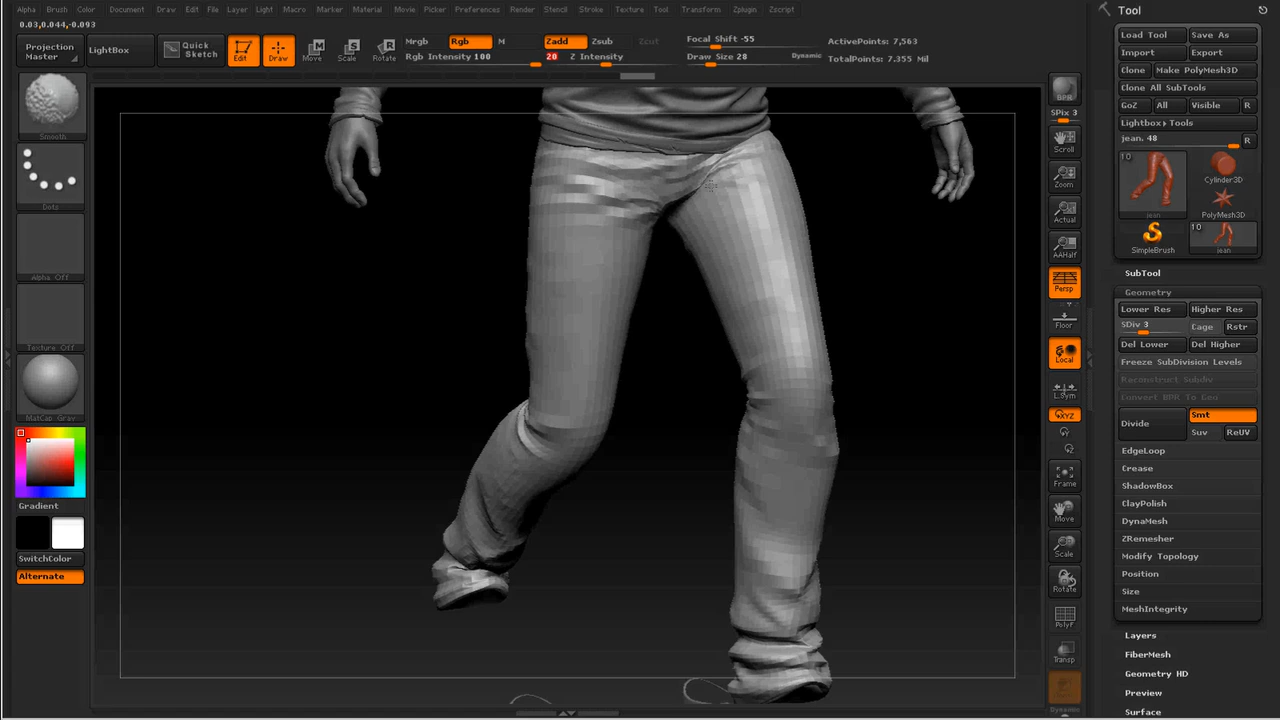 Alpha Brush Color Document Draw Edit File Layer Light Macro Marker Material Movie Picker Preferences Render Stencil Stroke Texture Tool Transform Zplugin Zscript
0.03,0.044,-0.093
Projection Master
LightBox
Quick Sketch
Edit
Draw
Move
Scale
Rotate
Mrgb Rgb M
Rgb Intensity 100
Zadd Zsub Zcut
20 Z Intensity
Focal Shift -55
Draw Size 28 Dynamic
ActivePoints: 7,563
TotalPoints: 7.355 Mil
Smooth
Dots
Alpha Off
Texture Off
MatCap Gray
Gradient
SwitchColor
Alternate
BPR
SPix 3
Scroll
Zoom
Actual
AAHalf
Persp
Floor
Local
L.Sym
XYZ
Frame
Move
Scale
Rotate
PolyF
Transp
Dynamic
Tool
Load Tool Save As
Import Export
Clone Make PolyMesh3D
Clone All SubTools
GoZ All Visible R
Lightbox▸Tools
jean. 48 R
10
jean
Cylinder3D
PolyMesh3D
SimpleBrush
10
jean
SubTool
Geometry
Lower Res Higher Res
SDiv 3 Cage Rstr
Del Lower Del Higher
Freeze SubDivision Levels
Reconstruct Subdiv
Convert BPR To Geo
Divide
Smt
Suv ReUV
EdgeLoop
Crease
ShadowBox
ClayPolish
DynaMesh
ZRemesher
Modify Topology
Position
Size
MeshIntegrity
Layers
FiberMesh
Geometry HD
Preview
Surface